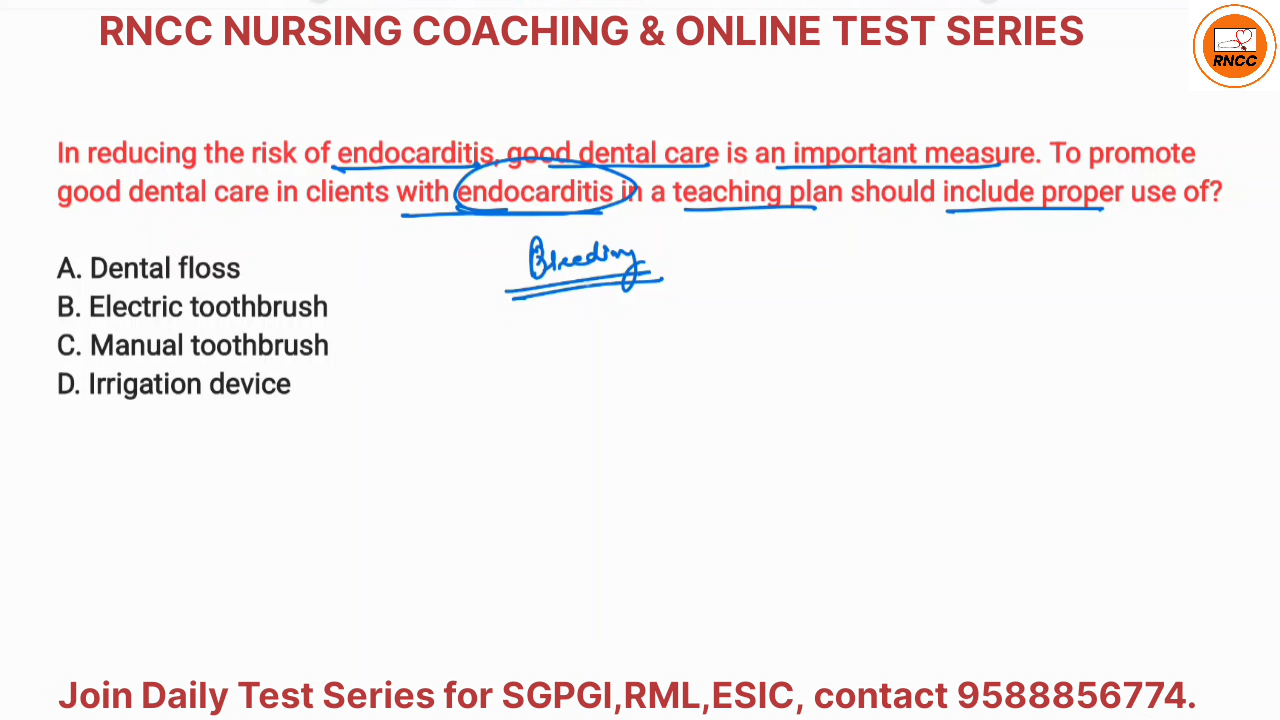 RNCC NURSING COACHING & ONLINE TEST SERIES
RNCC
In reducing the risk of endocarditis, good dental care is an important measure. To promote
good dental care in clients with endocarditis in a teaching plan should include proper use of?
Bleeding
A. Dental floss
B. Electric toothbrush
C. Manual toothbrush
D. Irrigation device
Join Daily Test Series for SGPGI,RML,ESIC, contact 9588856774.